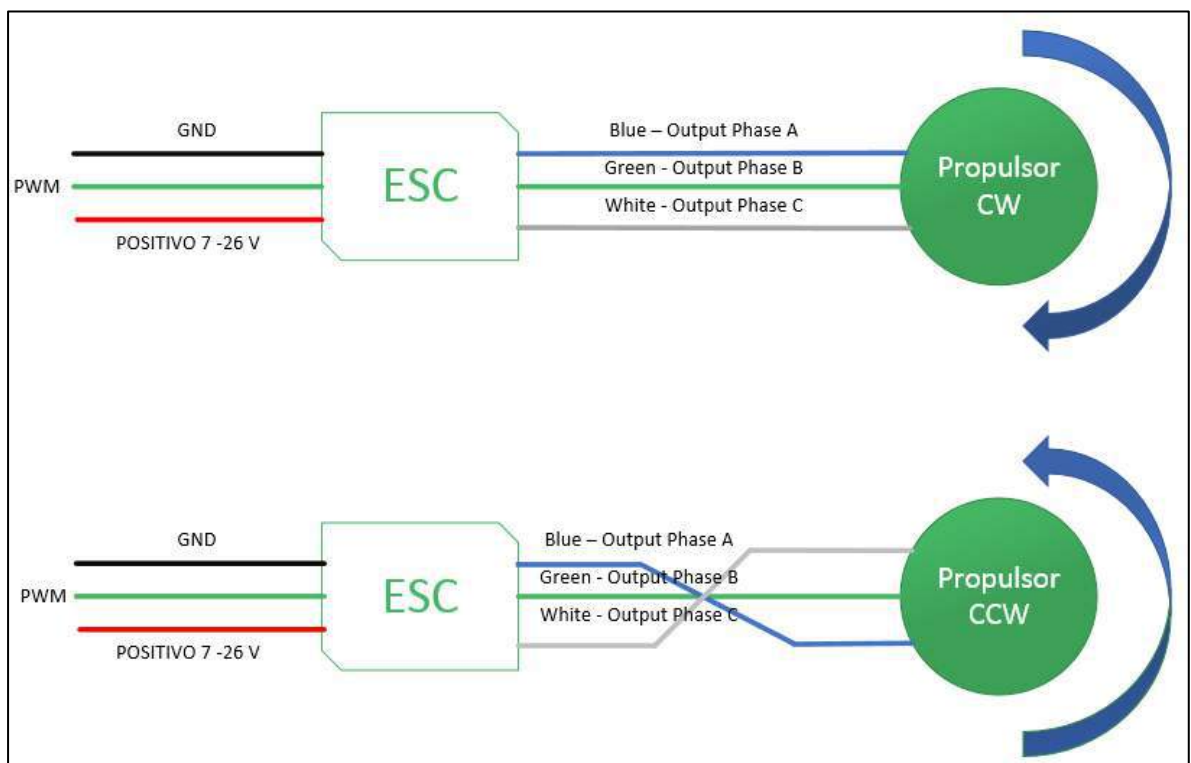 GND
PWM
POSITIVO 7 -26 V
ESC
Blue – Output Phase A
Green - Output Phase B
White - Output Phase C
Propulsor
CW
GND
PWM
POSITIVO 7 -26 V
ESC
Blue – Output Phase A
Green - Output Phase B
White - Output Phase C
Propulsor
CCW